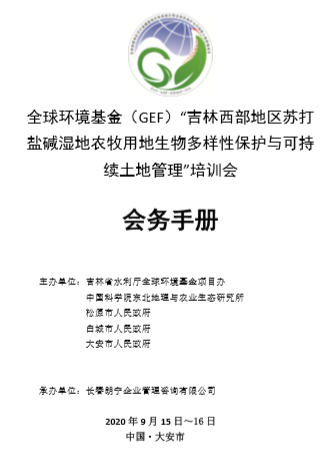 全球环境基金（GEF）“吉林西部地区苏打
盐碱湿地农牧用地生物多样性保护与可持
续土地管理”培训会
会务手册
主办单位：吉林省水利厅全球环境基金项目办
中国科学院东北地理与农业生态研究所
松原市人民政府
白城市人民政府
大安市人民政府
承办单位：长春朗宁企业管理咨询有限公司
2020 年 9 月 15 日～16 日
中国·大安市